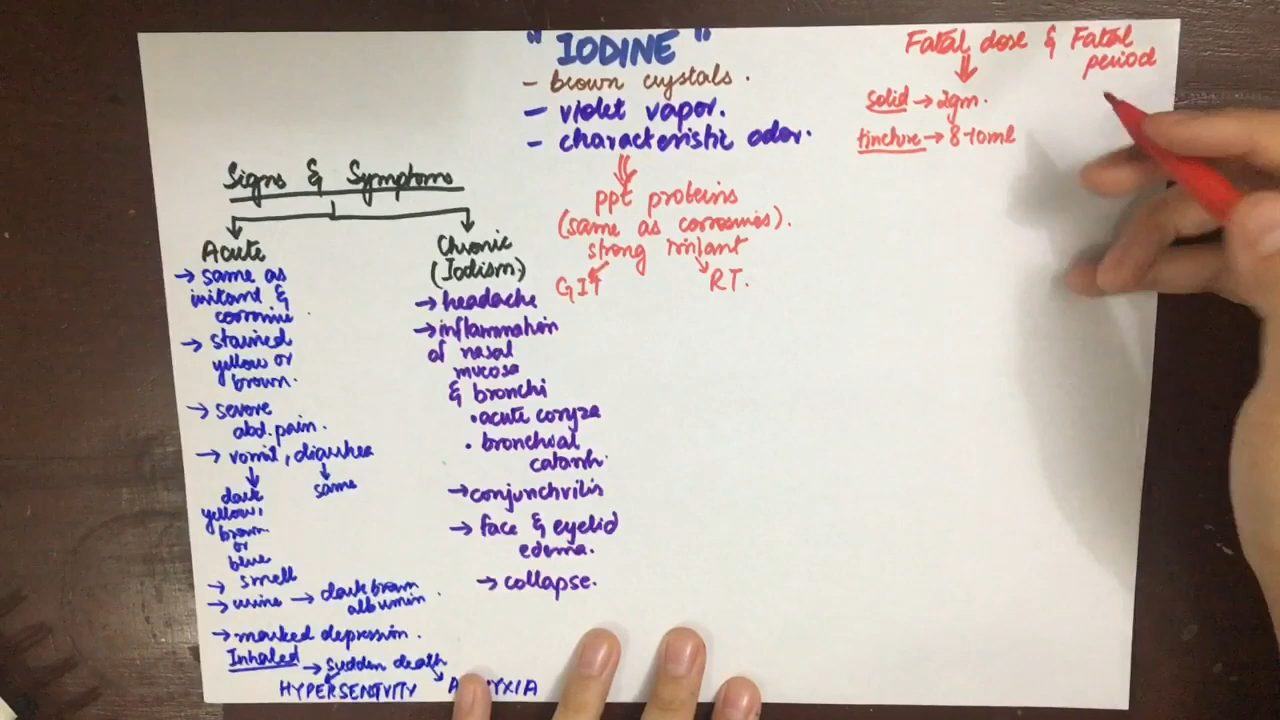 " IODINE "
- brown crystals.
- violet vapor.
- characteristic odor.
ppt proteins
(same as corrosives).
strong irritant
GIT
RT.
Fatal dose & Fatal
period
solid → 2gm.
tincture → 8-10ml
Signs & Symptoms
Acute
→ same as
irritant &
corrosive.
→ stained
yellow or
brown.
→ severe
abd. pain.
→ vomit, diarrhea
dark
yellow,
brown
or
blue
same
→ smell
→ urine → dark brown
albumin.
→ marked depression.
Inhaled → Sudden death
HYPERSENTVITY
Chronic
(Iodism)
→ headache
→ inflammation
of nasal
mucosa
& bronchi
• acute coryza
• bronchial
catarrh.
→ conjunctivitis
→ face & eyelid
edema.
→ collapse.